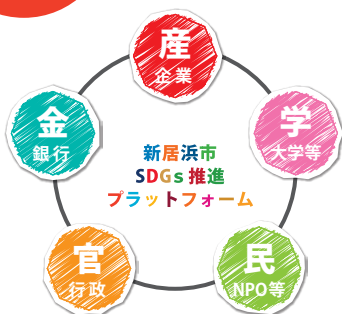 産
企業
金
銀行
学
大学等
新居浜市
SDGs推進
プラットフォーム
官
行政
民
NPO等